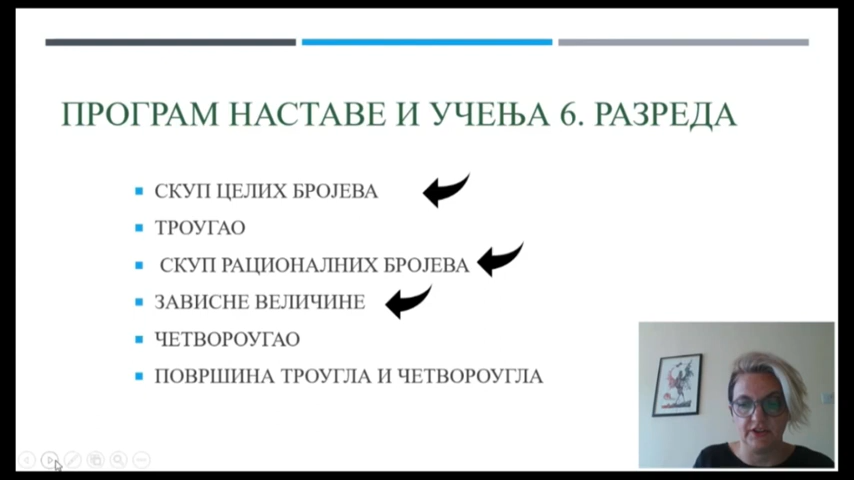 ПРОГРАМ НАСТАВЕ И УЧЕЊА 6. РАЗРЕДА
СКУП ЦЕЛИХ БРОЈЕВА
ТРОУГАО
СКУП РАЦИОНАЛНИХ БРОЈЕВА
ЗАВИСНЕ ВЕЛИЧИНЕ
ЧЕТВОРОУГАО
ПОВРШИНА ТРОУГЛА И ЧЕТВОРОУГЛА